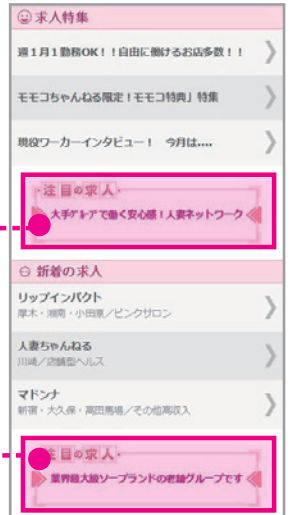 求人特集
週1月1勤務OK!!自由に働けるお店多数!!
モモコちゃんねる限定!モモコ特典」特集
現役ワーカーインタビュー! 今月は....
・注目の求人・
大手グループで働く安心感!人妻ネットワーク
新着の求人
リップインパクト
厚木・湘南・小田原/ピンクサロン
人妻ちゃんねる
川崎/店舗型ヘルス
マドンナ
新宿・大久保・高田馬場/その他高収入
注目の求人・
業界最大級ソープランドの老舗グループです